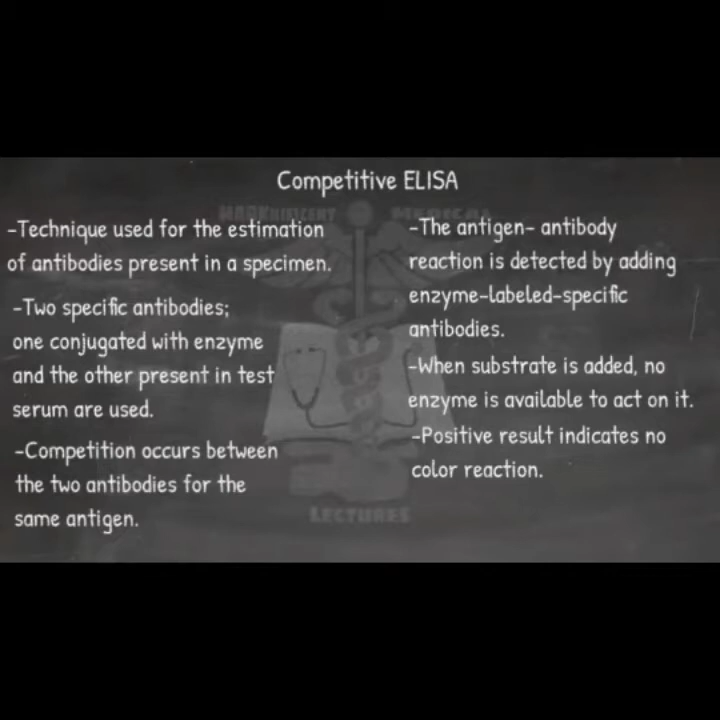 Competitive ELISA
MAGNIFICENT MEDICAL
-Technique used for the estimation
of antibodies present in a specimen.
-Two specific antibodies;
one conjugated with enzyme
and the other present in test
serum are used.
-Competition occurs between
the two antibodies for the
same antigen.
-The antigen- antibody
reaction is detected by adding
enzyme-labeled-specific
antibodies.
-When substrate is added, no
enzyme is available to act on it.
-Positive result indicates no
color reaction.
LECTURES